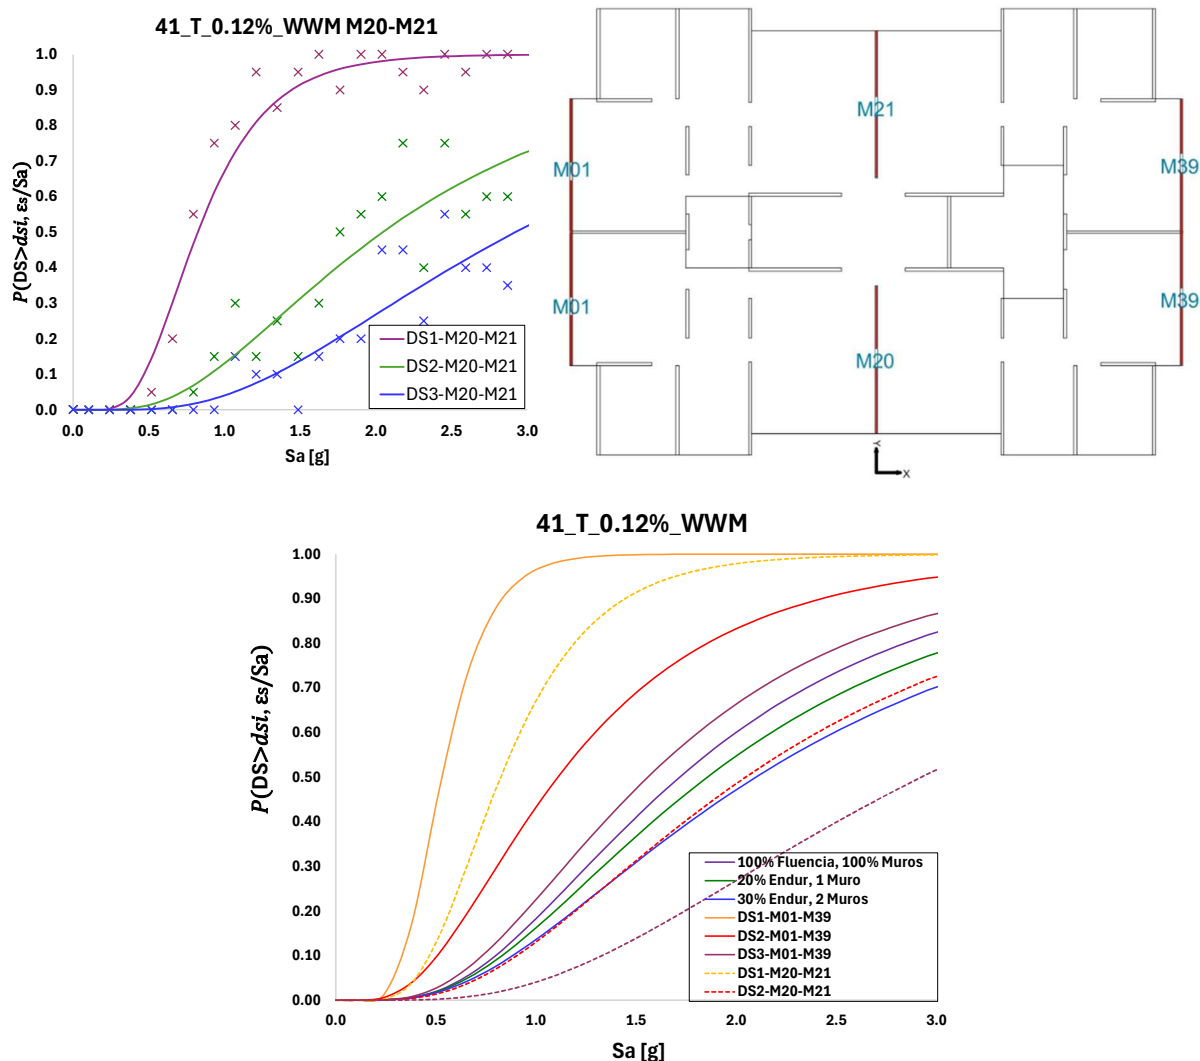 41_T_0.12%_WWM M20-M21
P(DS>dsi, εs/Sa)
1.0
0.9
0.8
0.7
0.6
0.5
0.4
0.3
0.2
0.1
0.0
DS1-M20-M21
DS2-M20-M21
DS3-M20-M21
0.0 0.5 1.0 1.5 2.0 2.5 3.0
Sa [g]
M21
M01
M39
M01
M39
M20
Y
X
41_T_0.12%_WWM
P(DS>dsi, εs/Sa)
1.00
0.90
0.80
0.70
0.60
0.50
0.40
0.30
0.20
0.10
0.00
100% Fluencia, 100% Muros
20% Endur, 1 Muro
30% Endur, 2 Muros
DS1-M01-M39
DS2-M01-M39
DS3-M01-M39
DS1-M20-M21
DS2-M20-M21
0.0 0.5 1.0 1.5 2.0 2.5 3.0
Sa [g]